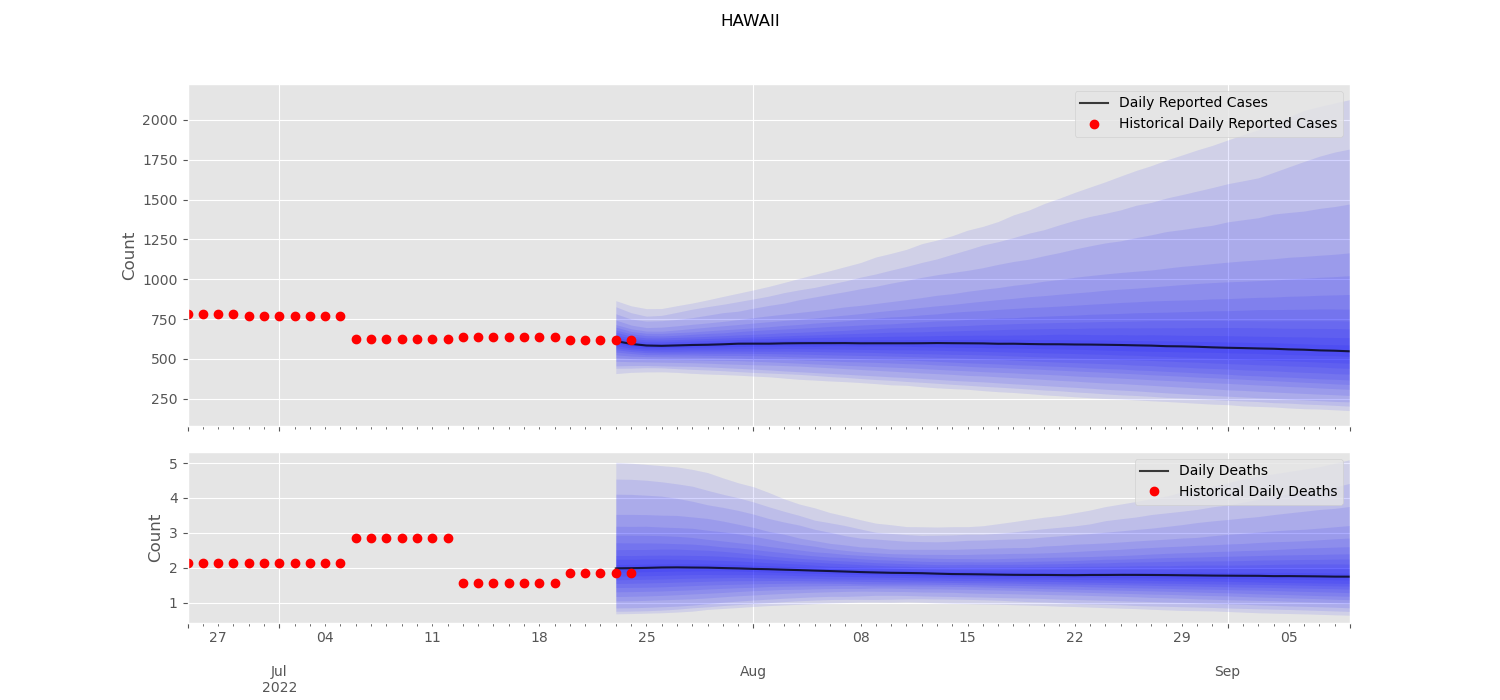 HAWAII
Daily Reported Cases
Historical Daily Reported Cases
2000
1750
1500
1250
1000
750
500
250
Count
Daily Deaths
Historical Daily Deaths
5
4
3
2
1
Count
27 04 11 18 25 08 15 22 29 05
Jul Aug Sep
2022